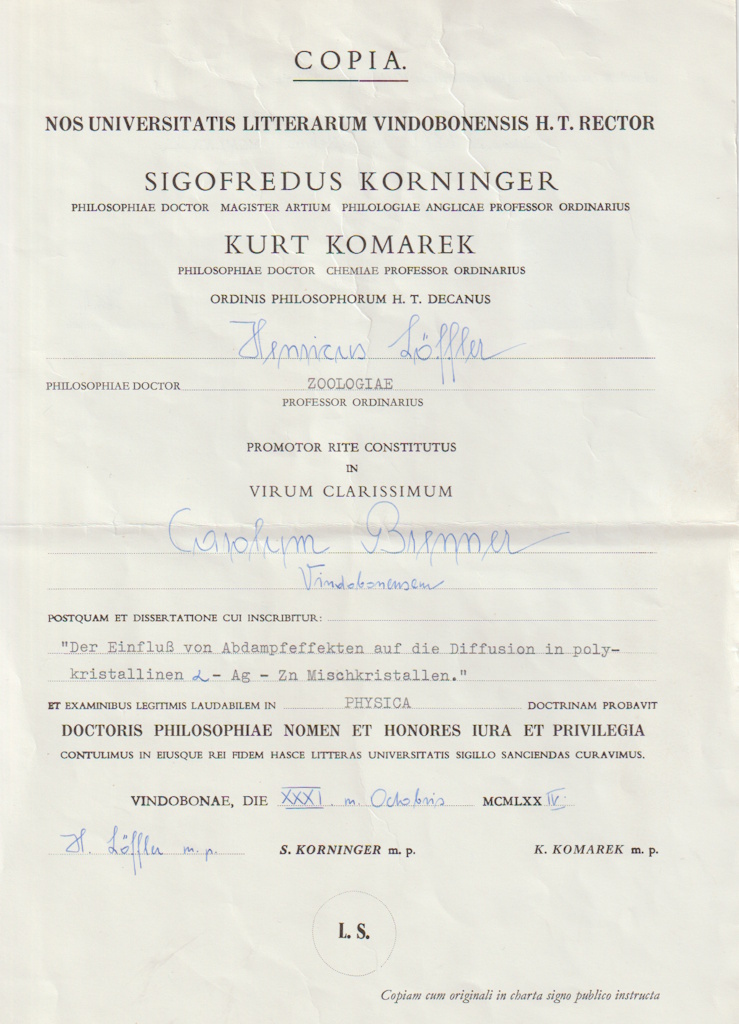 COPIA.
NOS UNIVERSITATIS LITTERARUM VINDOBONENSIS H. T. RECTOR
SIGOFREDUS KORNINGER
PHILOSOPHIAE DOCTOR MAGISTER ARTIUM PHILOLOGIAE ANGLICAE PROFESSOR ORDINARIUS
KURT KOMAREK
PHILOSOPHIAE DOCTOR CHEMIAE PROFESSOR ORDINARIUS
ORDINIS PHILOSOPHORUM H. T. DECANUS
Henricus Löffler
PHILOSOPHIAE DOCTOR ZOOLOGIAE
PROFESSOR ORDINARIUS
PROMOTOR RITE CONSTITUTUS
IN
VIRUM CLARISSIMUM
Carolum Brenner
Vindobonensem
POSTQUAM ET DISSERTATIONE CUI INSCRIBITUR:
"Der Einfluß von Abdampfeffekten auf die Diffusion in poly-
kristallinen α - Ag - Zn Mischkristallen."
ET EXAMINIBUS LEGITIMIS LAUDABILEM IN PHYSICA DOCTRINAM PROBAVIT
DOCTORIS PHILOSOPHIAE NOMEN ET HONORES IURA ET PRIVILEGIA
CONTULIMUS IN EIUSQUE REI FIDEM HASCE LITTERAS UNIVERSITATIS SIGILLO SANCIENDAS CURAVIMUS.
VINDOBONAE, DIE XXXI. m. Octobris MCMLXX IV.
H. Löffler m. p. S. KORNINGER m. p. K. KOMAREK m. p.
L. S.
Copiam cum originali in charta signo publico instructa